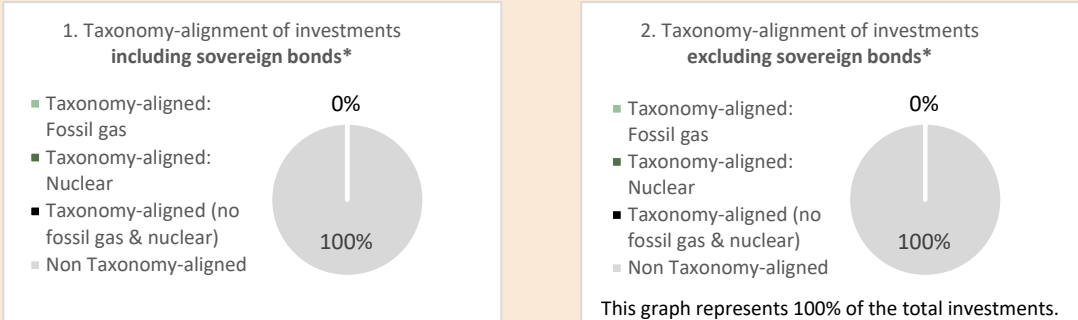 1. Taxonomy-alignment of investments
including sovereign bonds*
Taxonomy-aligned:
Fossil gas
Taxonomy-aligned:
Nuclear
Taxonomy-aligned (no
fossil gas & nuclear)
Non Taxonomy-aligned
0%
100%
2. Taxonomy-alignment of investments
excluding sovereign bonds*
Taxonomy-aligned:
Fossil gas
Taxonomy-aligned:
Nuclear
Taxonomy-aligned (no
fossil gas & nuclear)
Non Taxonomy-aligned
0%
100%
This graph represents 100% of the total investments.